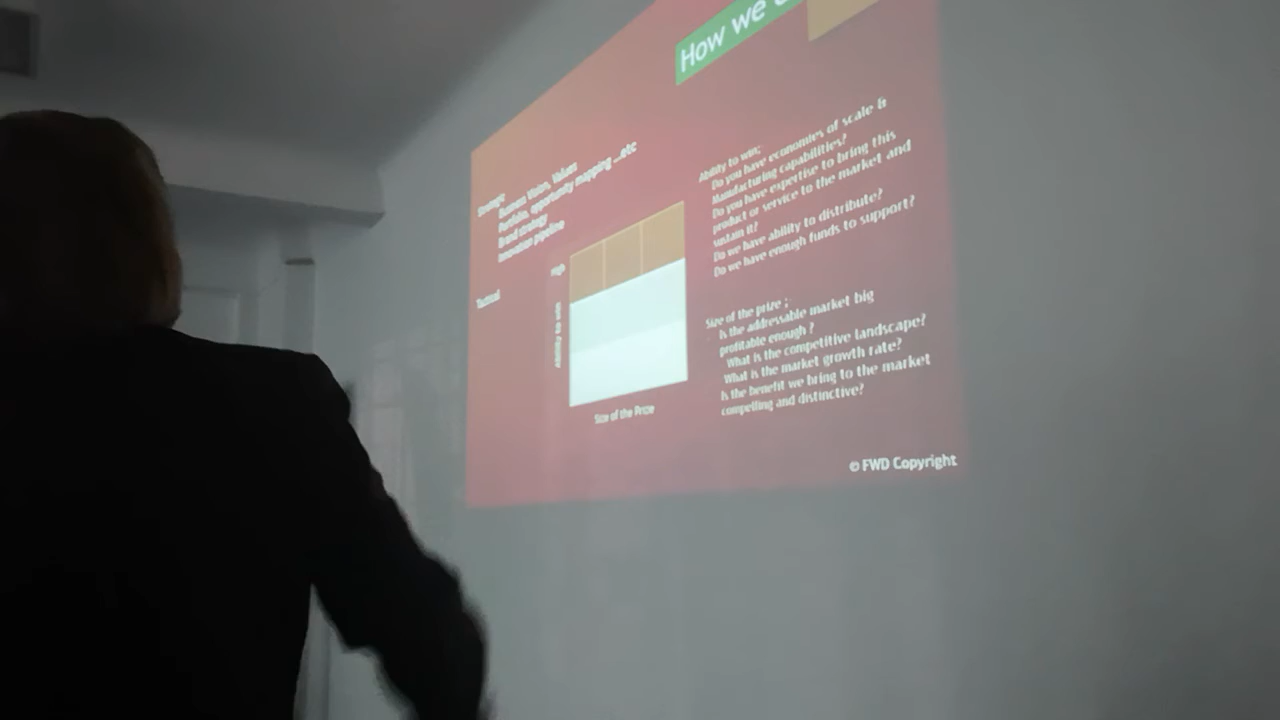 How we
Strategic
Business Vision, Values
Portfolio, opportunity mapping ...etc
Brand strategy
Innovation pipeline
Tactical
High
Ability to win
Size of the Prize
Ability to win;
Do you have economies of scale &
Manufacturing capabilities?
Do you have expertise to bring this
product or service to the market and
sustain it?
Do we have ability to distribute?
Do we have enough funds to support?
Size of the prize ;
Is the addressable market big
profitable enough ?
What is the competitive landscape?
What is the market growth rate?
Is the benefit we bring to the market
compelling and distinctive?
© FWD Copyright